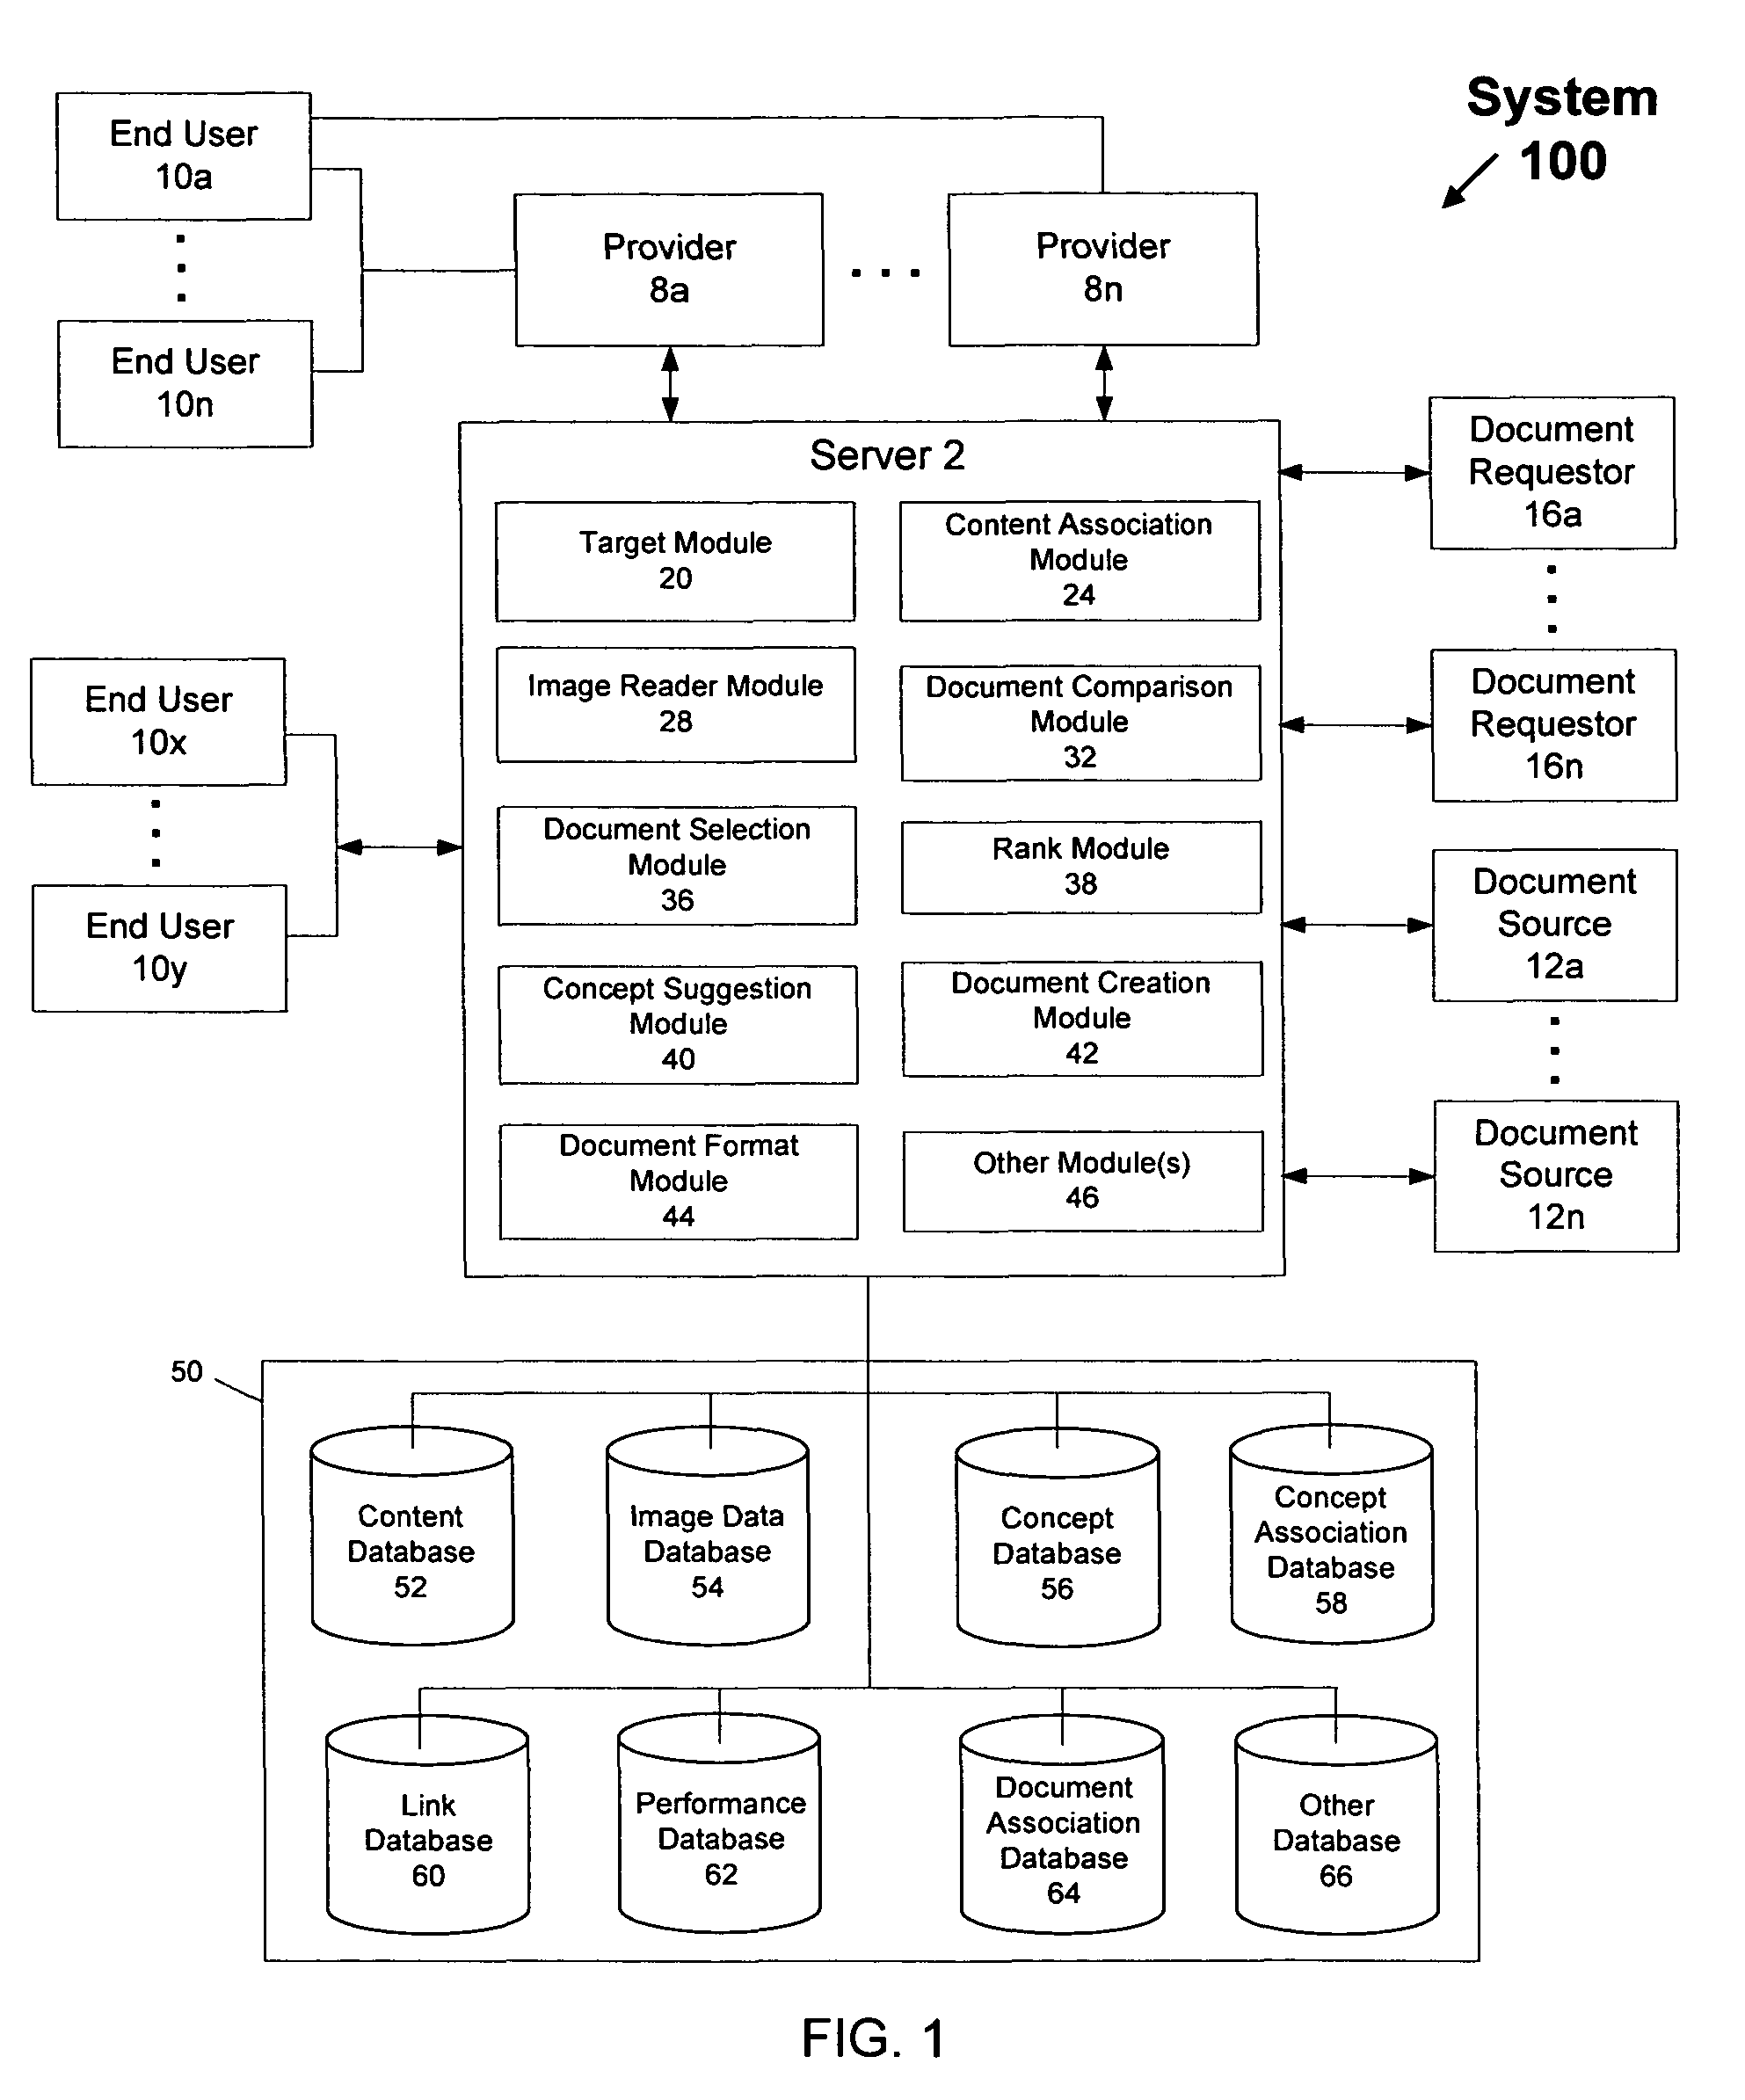 System
100
End User
10a
End User
10n
Provider
8a
Provider
8n
Server 2
Target Module
20
Content Association
Module
24
Image Reader Module
28
Document Comparison
Module
32
Document Selection
Module
36
Rank Module
38
Concept Suggestion
Module
40
Document Creation
Module
42
Document Format
Module
44
Other Module(s)
46
End User
10x
End User
10y
Document
Requestor
16a
Document
Requestor
16n
Document
Source
12a
Document
Source
12n
50
Content
Database
52
Image Data
Database
54
Concept
Database
56
Concept
Association
Database
58
Link
Database
60
Performance
Database
62
Document
Association
Database
64
Other
Database
66
FIG. 1